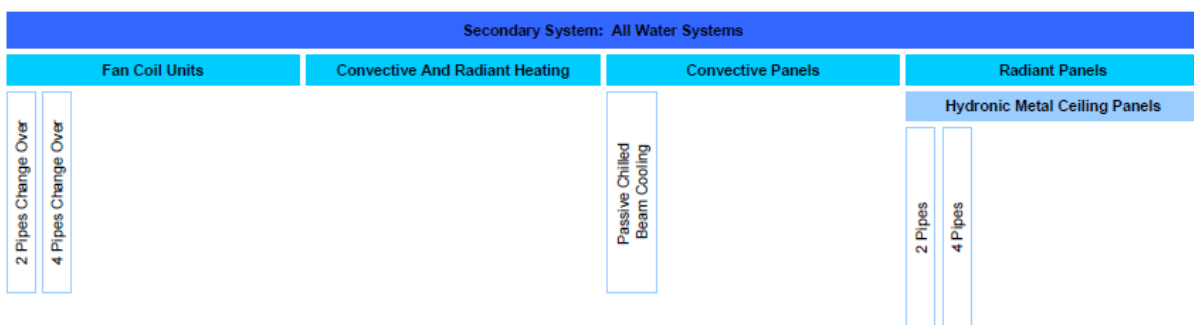 Secondary System: All Water Systems
Fan Coil Units
Convective And Radiant Heating
Convective Panels
Radiant Panels
Hydronic Metal Ceiling Panels
2 Pipes Change Over
4 Pipes Change Over
Passive Chilled
Beam Cooling
2 Pipes
4 Pipes